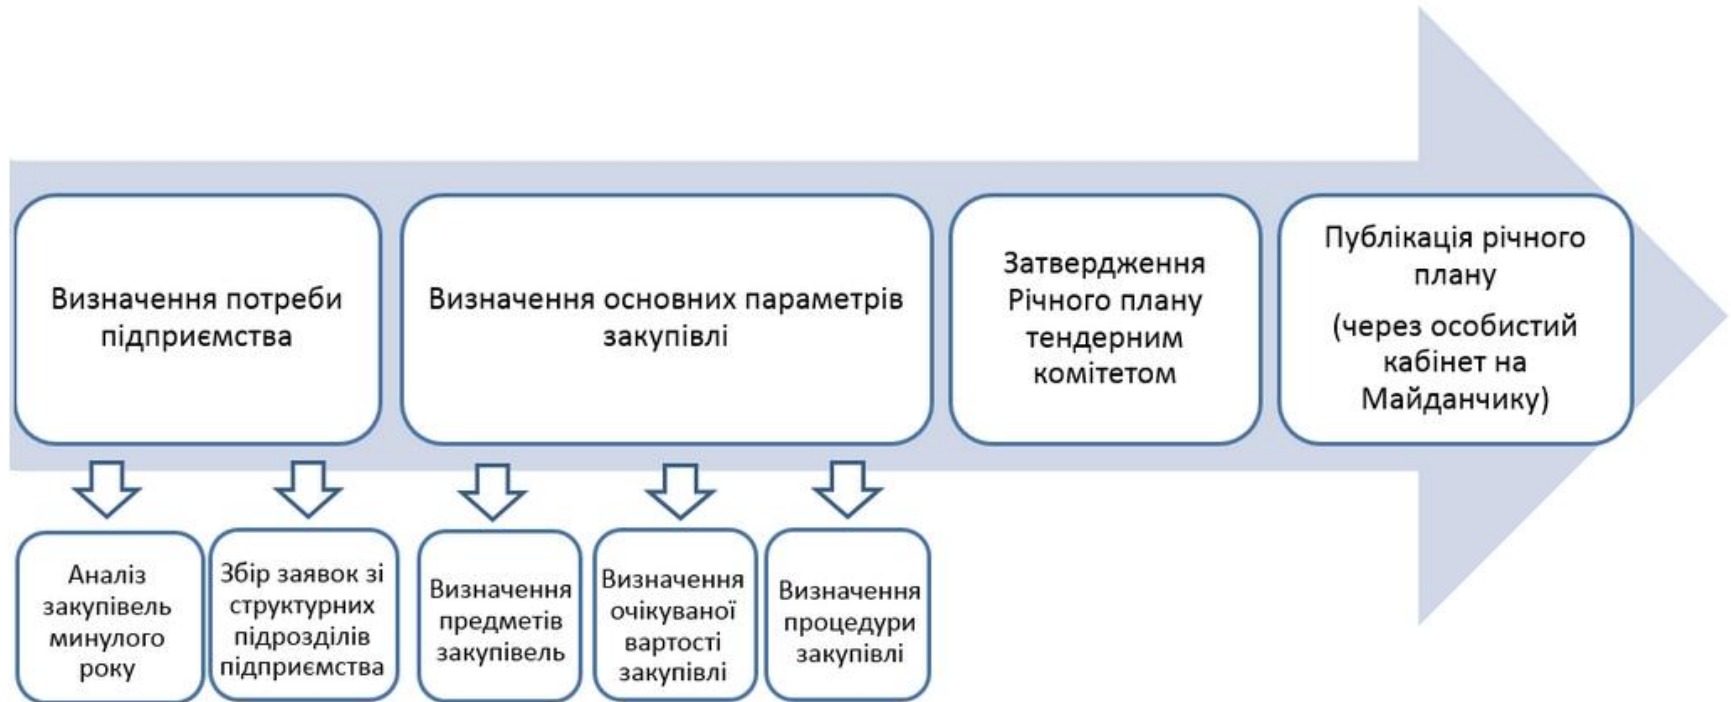 Визначення потреби
підприємства
Визначення основних параметрів
закупівлі
Затвердження
Річного плану
тендерним
комітетом
Публікація річного
плану
(через особистий
кабінет на
Майданчику)
Аналіз
закупівель
минулого
року
Збір заявок зі
структурних
підрозділів
підприємства
Визначення
предметів
закупівель
Визначення
очікуваної
вартості
закупівлі
Визначення
процедури
закупівлі